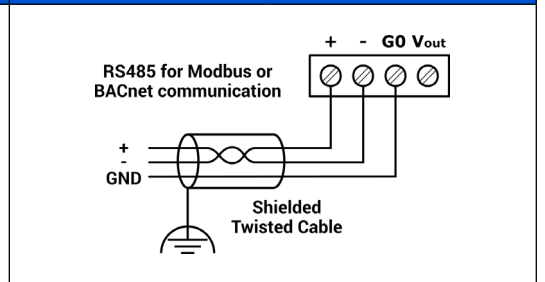 + - G0 Vout
RS485 for Modbus or
BACnet communication
+
-
GND
Shielded
Twisted Cable